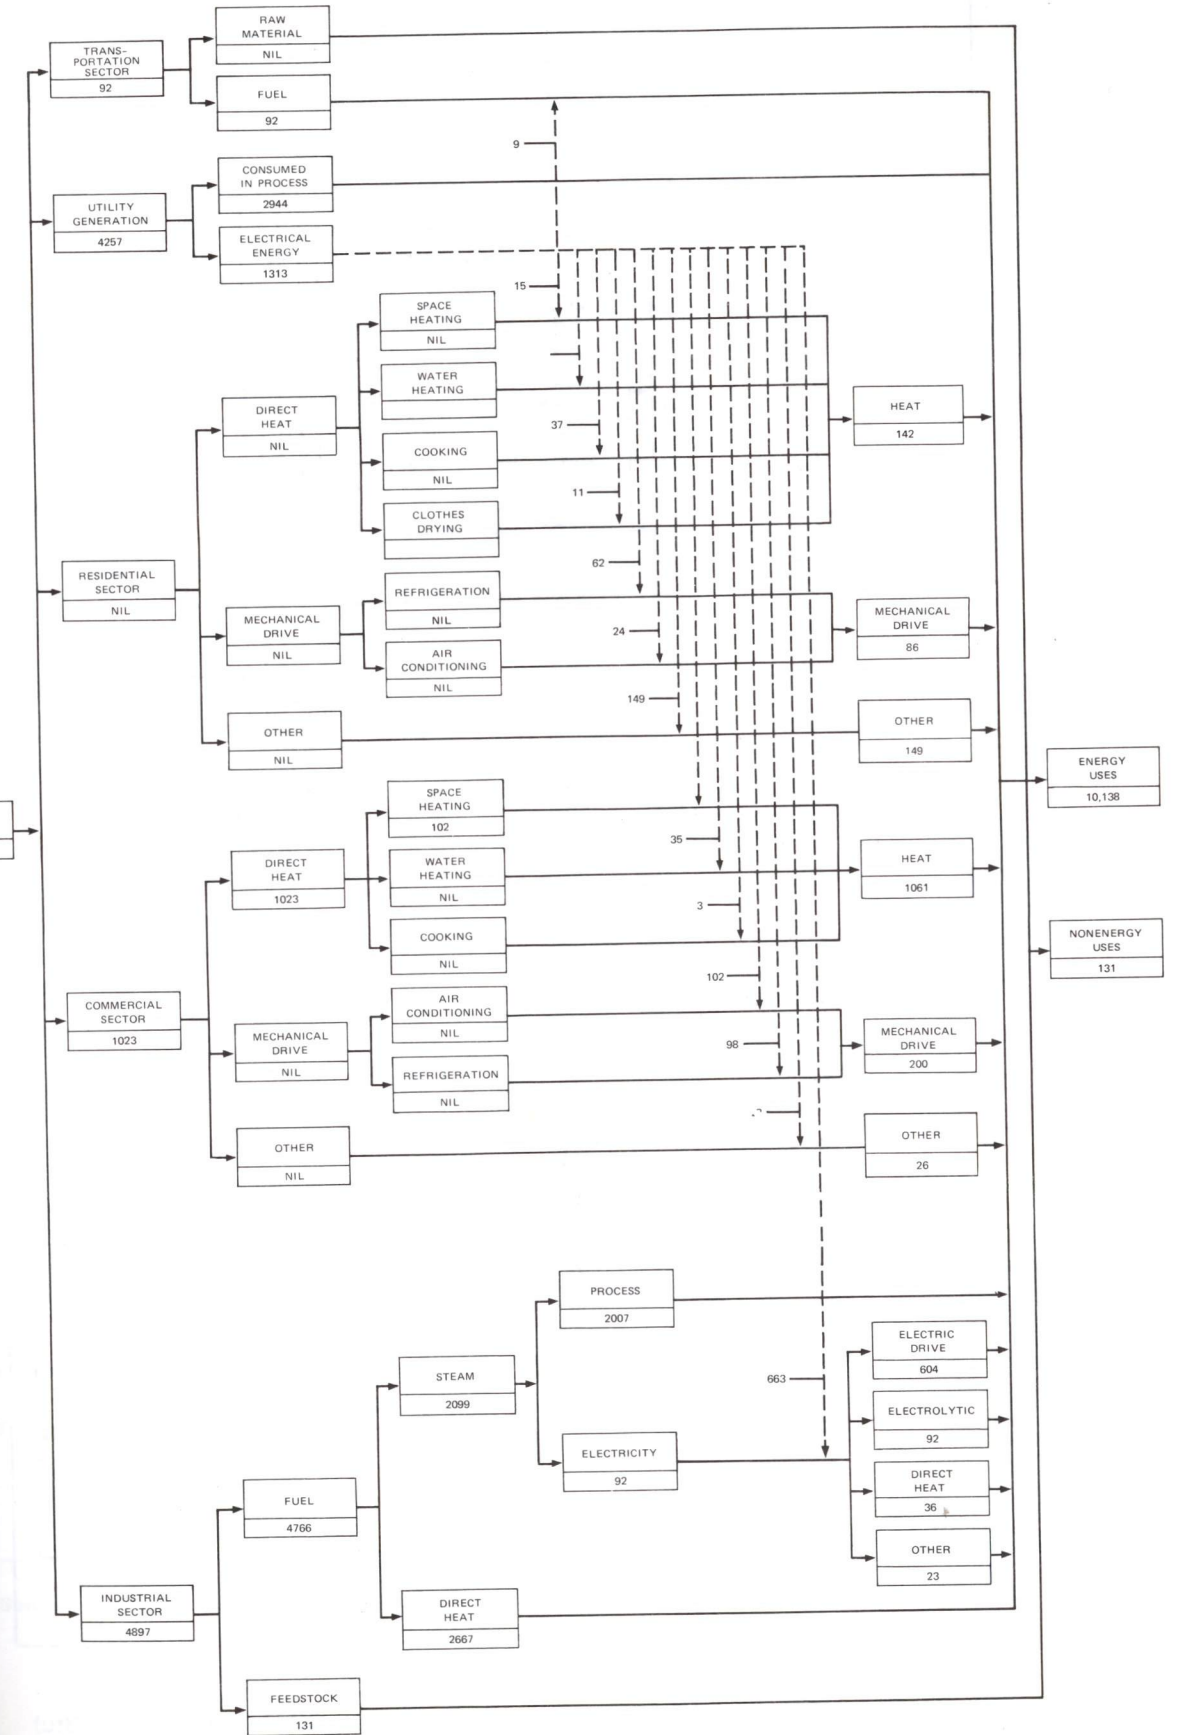 RAW
MATERIAL
NIL
TRANS-
PORTATION
SECTOR
92
FUEL
92
9
CONSUMED
IN PROCESS
2944
UTILITY
GENERATION
4257
ELECTRICAL
ENERGY
1313
15
SPACE
HEATING
NIL
WATER
HEATING
DIRECT
HEAT
NIL
37
COOKING
NIL
11
CLOTHES
DRYING
HEAT
142
RESIDENTIAL
SECTOR
NIL
62
REFRIGERATION
NIL
MECHANICAL
DRIVE
NIL
24
AIR
CONDITIONING
NIL
MECHANICAL
DRIVE
86
149
OTHER
NIL
OTHER
149
ENERGY
USES
10,138
SPACE
HEATING
102
DIRECT
HEAT
1023
35
WATER
HEATING
NIL
HEAT
1061
3
COOKING
NIL
NONENERGY
USES
131
COMMERCIAL
SECTOR
1023
102
AIR
CONDITIONING
NIL
MECHANICAL
DRIVE
NIL
98
REFRIGERATION
NIL
MECHANICAL
DRIVE
200
OTHER
NIL
OTHER
26
PROCESS
2007
STEAM
2099
663
ELECTRIC
DRIVE
604
ELECTROLYTIC
92
ELECTRICITY
92
DIRECT
HEAT
36
FUEL
4766
OTHER
23
INDUSTRIAL
SECTOR
4897
DIRECT
HEAT
2667
FEEDSTOCK
131